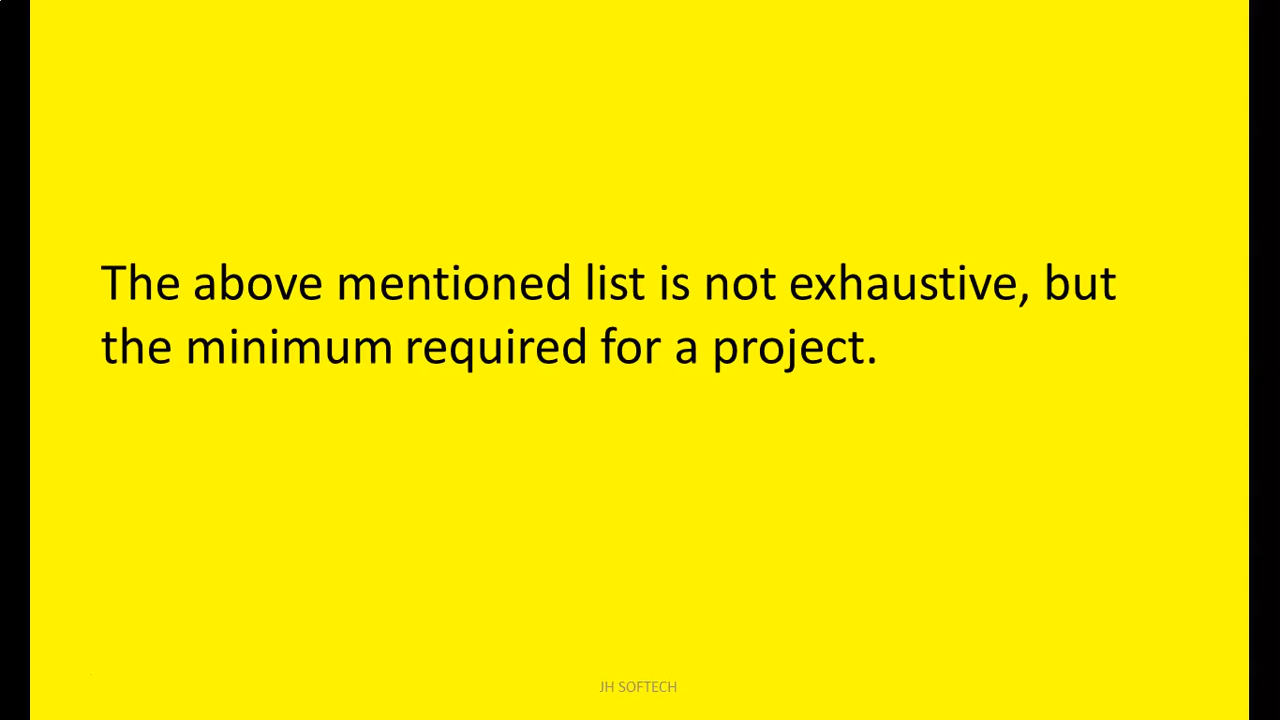 The above mentioned list is not exhaustive, but
the minimum required for a project.
JH SOFTECH